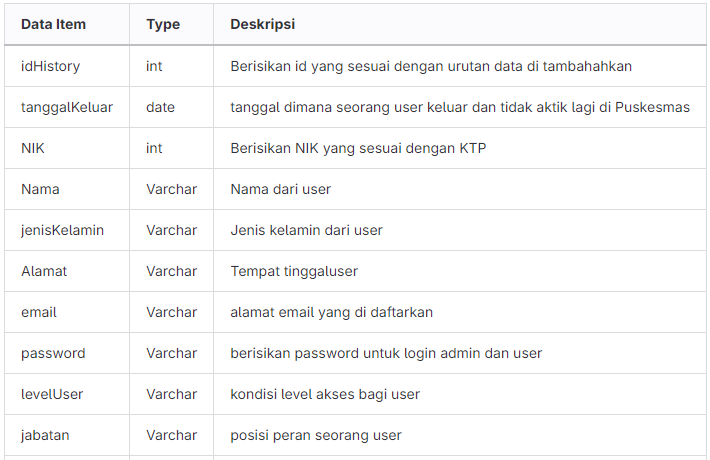 Data Item Type Deskripsi
idHistory int Berisikan id yang sesuai dengan urutan data di tambahahkan
tanggalKeluar date tanggal dimana seorang user keluar dan tidak aktik lagi di Puskesmas
NIK int Berisikan NIK yang sesuai dengan KTP
Nama Varchar Nama dari user
jenisKelamin Varchar Jenis kelamin dari user
Alamat Varchar Tempat tinggaluser
email Varchar alamat email yang di daftarkan
password Varchar berisikan password untuk login admin dan user
levelUser Varchar kondisi level akses bagi user
jabatan Varchar posisi peran seorang user